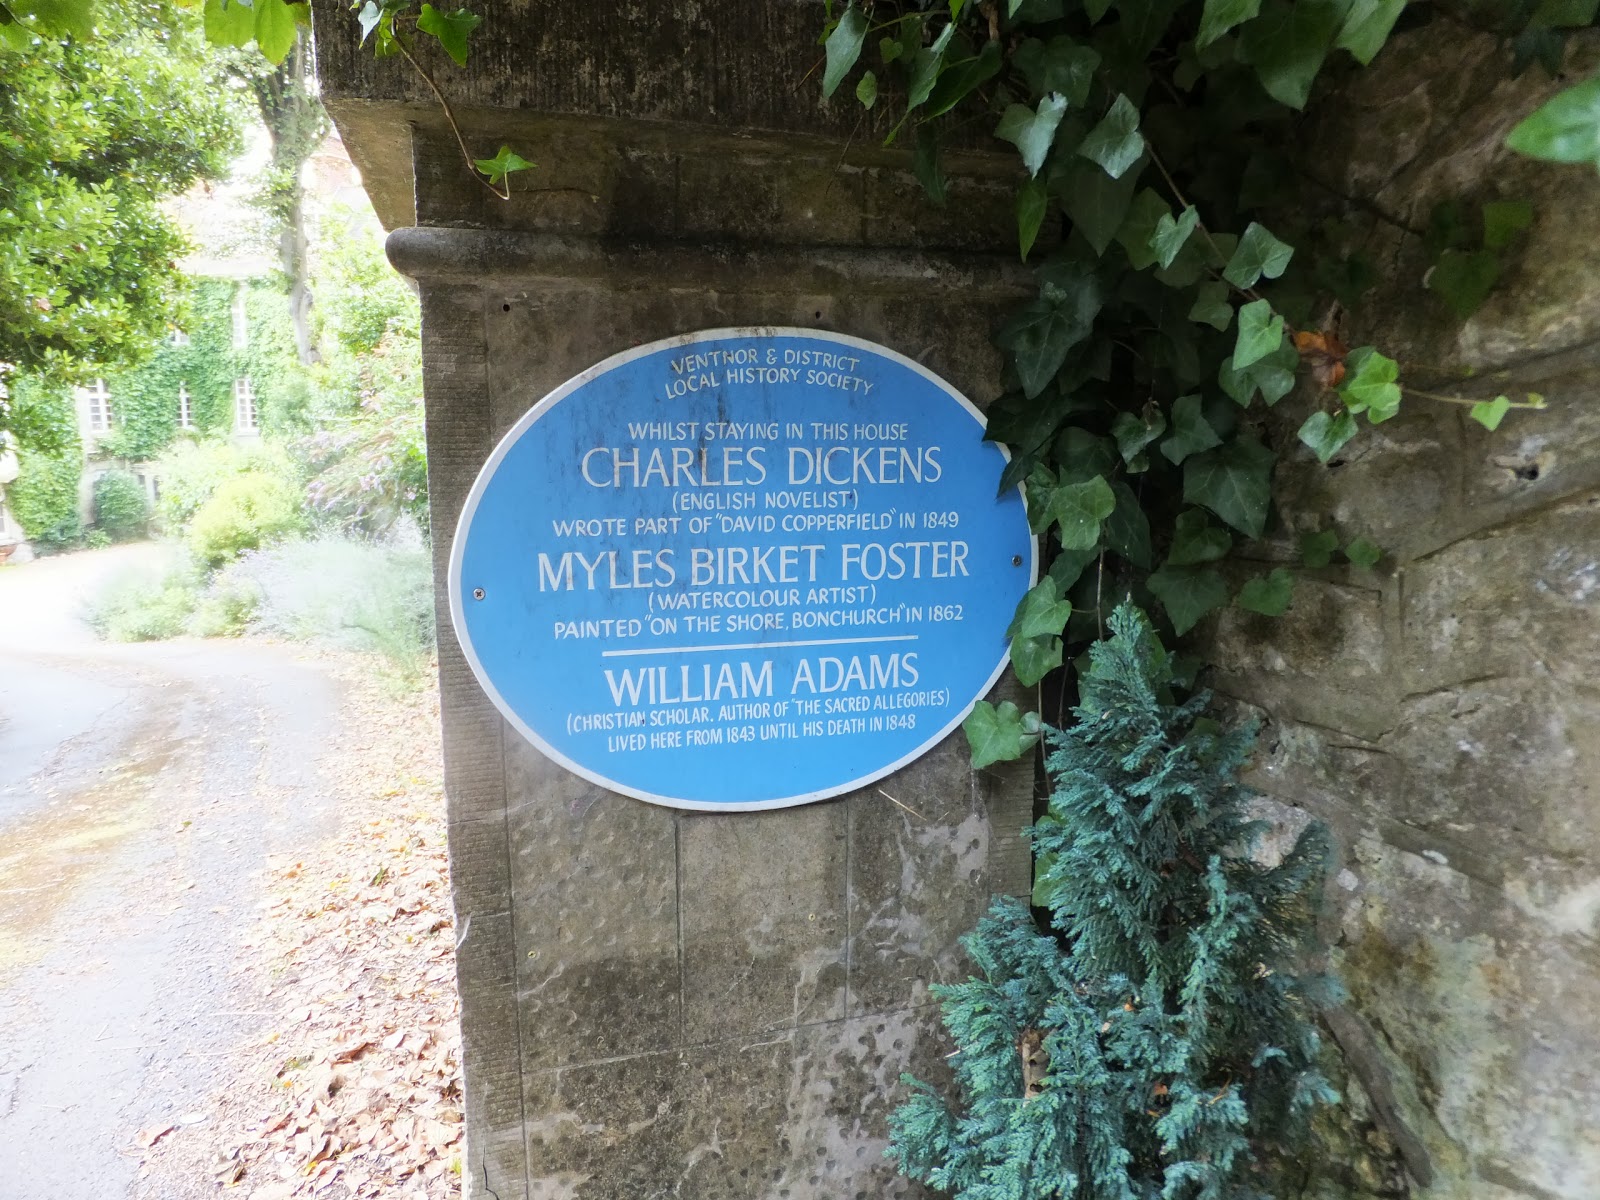 VENTNOR & DISTRICT
LOCAL HISTORY SOCIETY
WHILST STAYING IN THIS HOUSE
CHARLES DICKENS
(ENGLISH NOVELIST)
WROTE PART OF "DAVID COPPERFIELD" IN 1849
MYLES BIRKET FOSTER
(WATERCOLOUR ARTIST)
PAINTED "ON THE SHORE, BONCHURCH" IN 1862
WILLIAM ADAMS
(CHRISTIAN SCHOLAR. AUTHOR OF "THE SACRED ALLEGORIES)
LIVED HERE FROM 1843 UNTIL HIS DEATH IN 1848